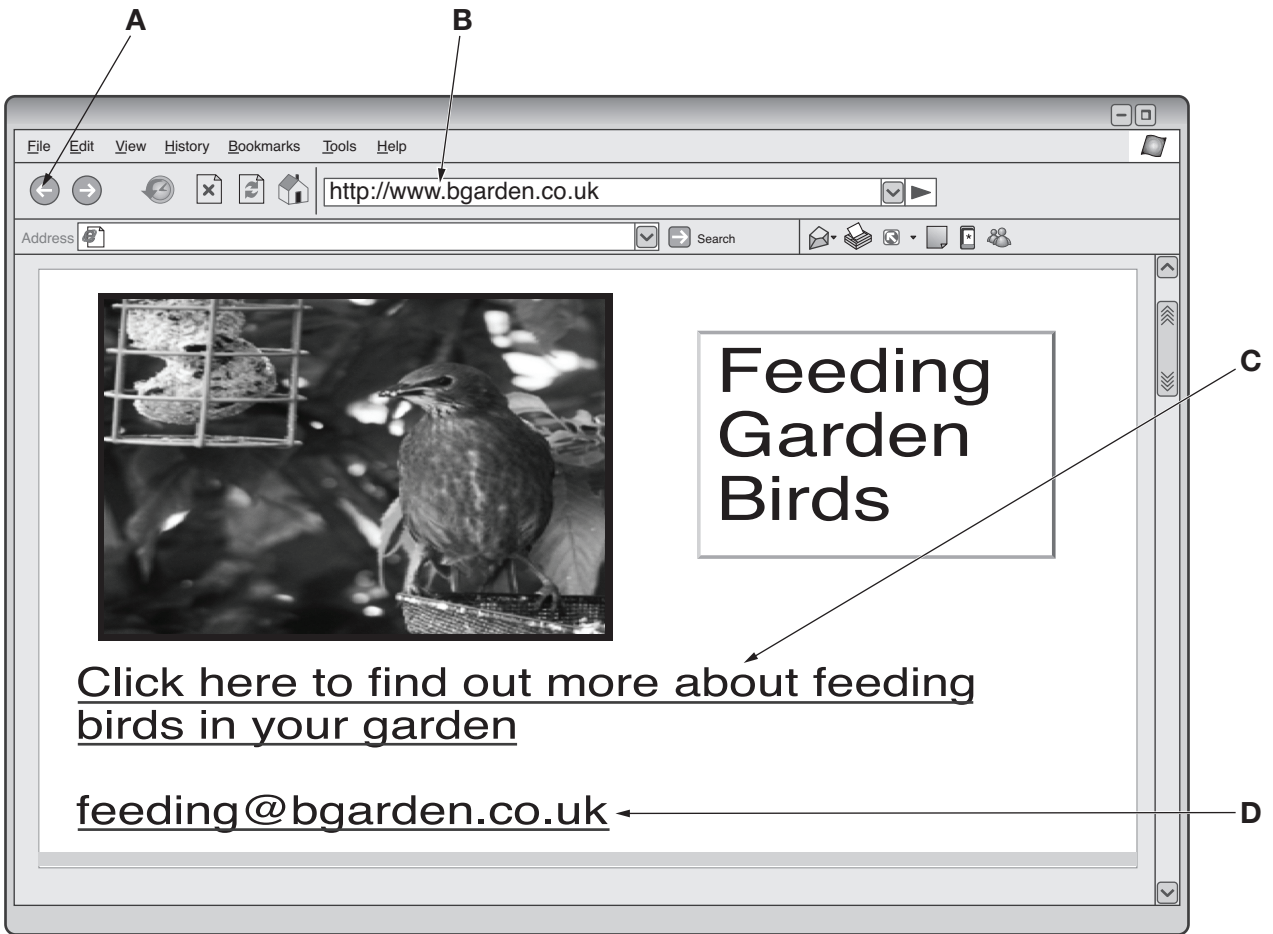 A B
File Edit View History Bookmarks Tools Help
http://www.bgarden.co.uk
Address Search
Feeding
Garden
Birds
C
Click here to find out more about feeding
birds in your garden
feeding@bgarden.co.uk D